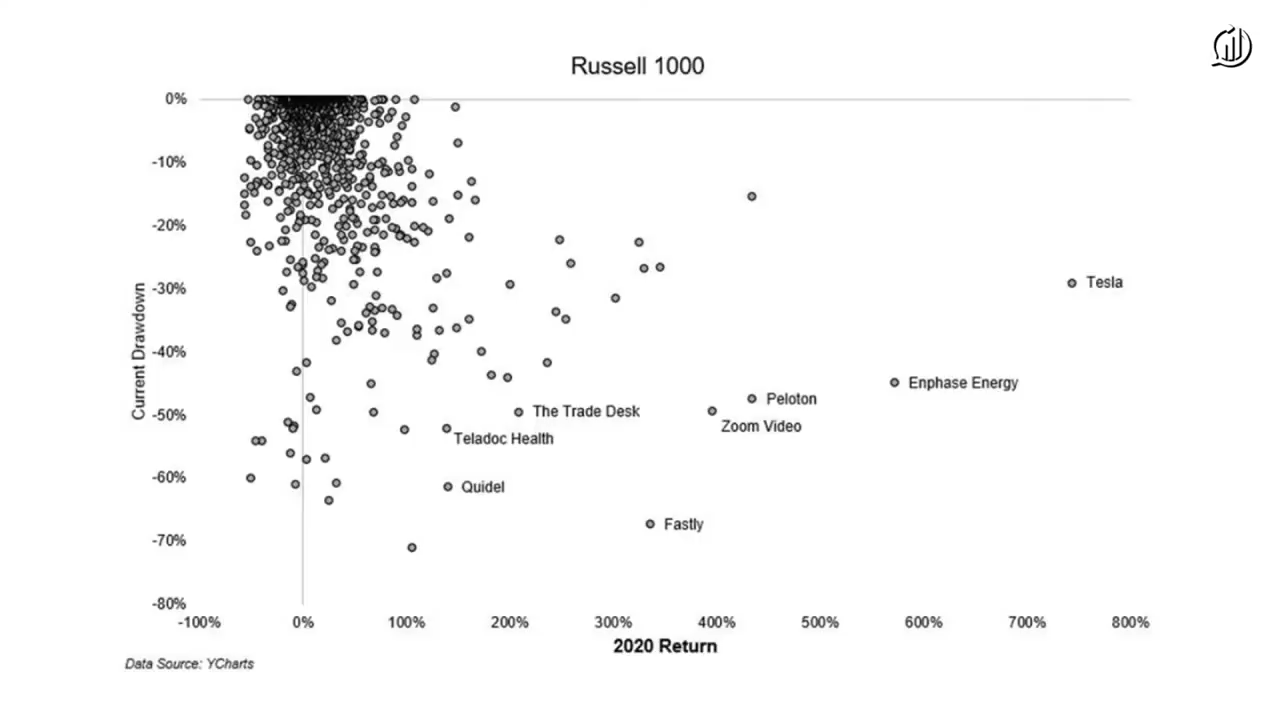 Russell 1000
0%
-10%
-20%
-30%
-40%
-50%
-60%
-70%
-80%
Current Drawdown
Tesla
Enphase Energy
Peloton
The Trade Desk
Zoom Video
Teladoc Health
Quidel
Fastly
-100%
0%
100%
200%
300%
400%
500%
600%
700%
800%
2020 Return
Data Source: YCharts